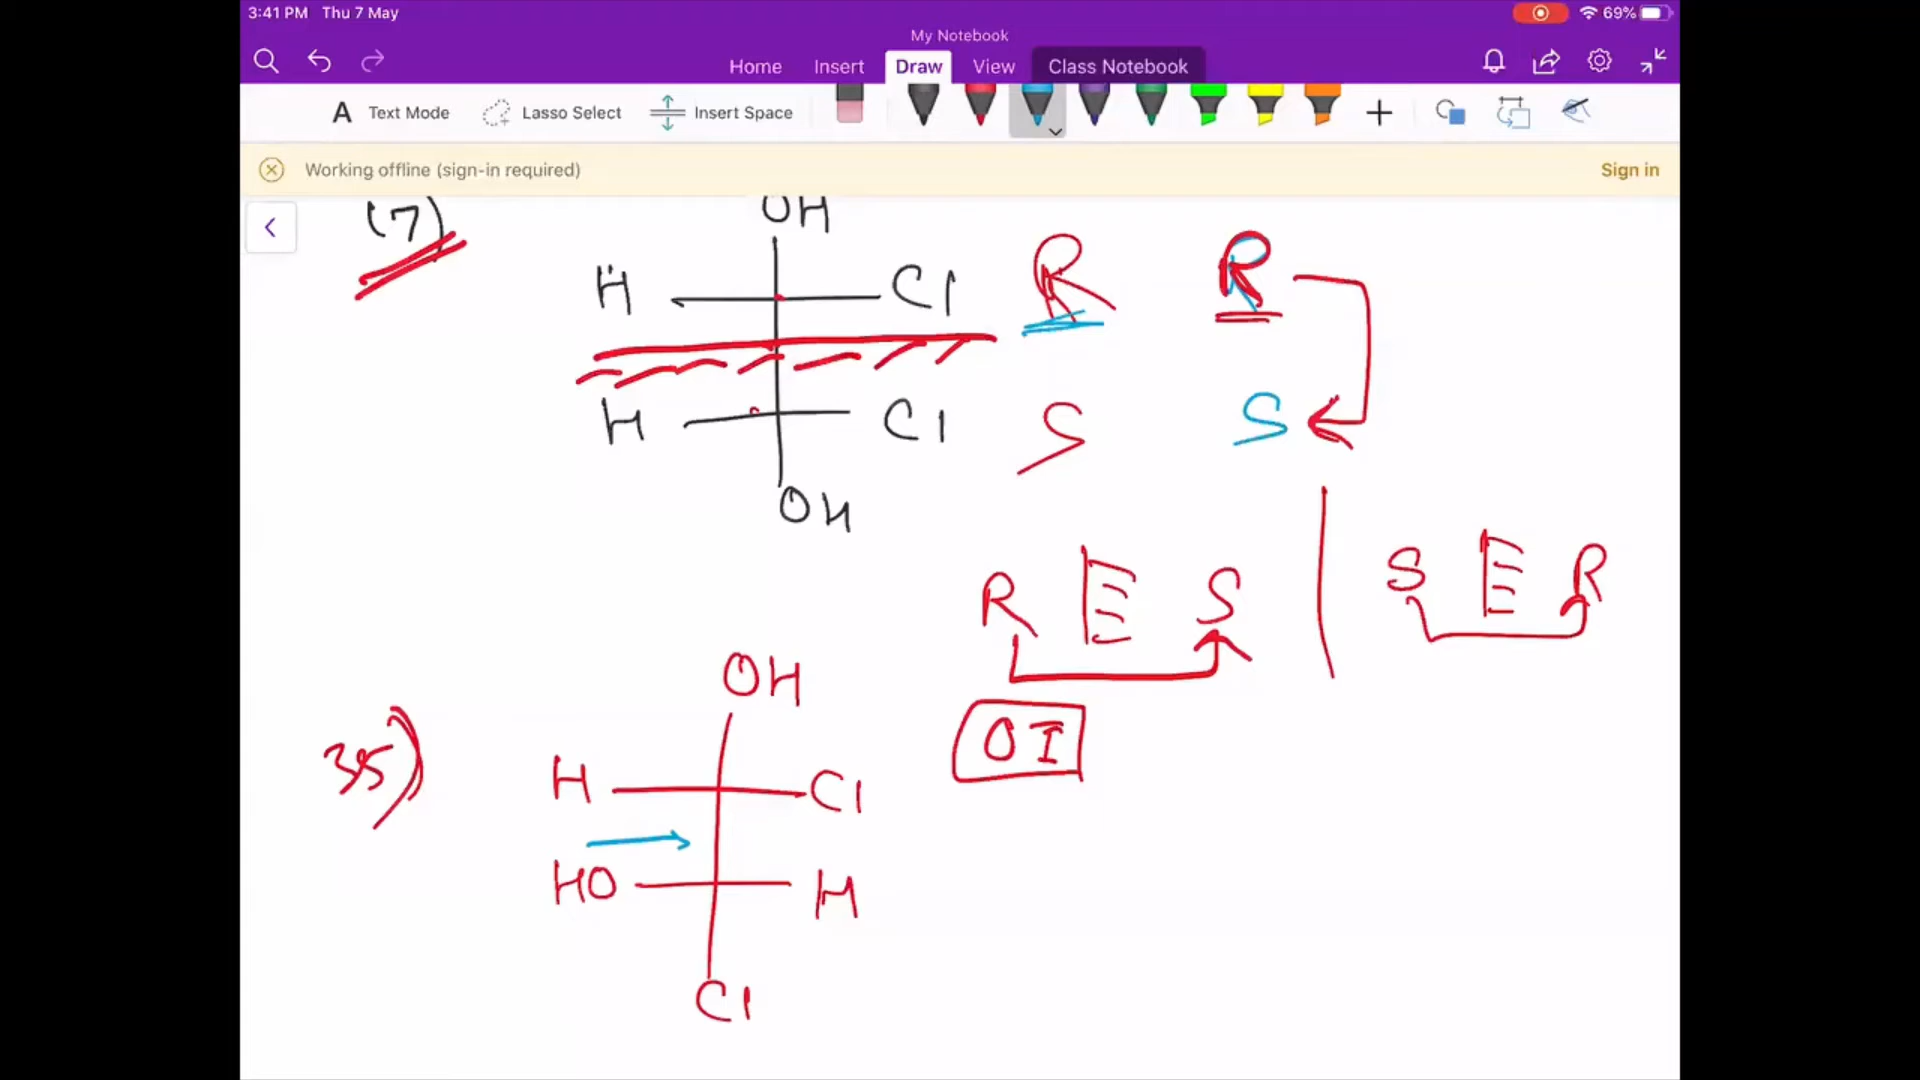 3:41 PM Thu 7 May
69%
My Notebook
Home Insert Draw View Class Notebook
A Text Mode Lasso Select Insert Space
Working offline (sign-in required) Sign in
(7)
OH
H Cl R R
H Cl S S
OH
R S S R
OH
OI
35)
H Cl
HO H
Cl